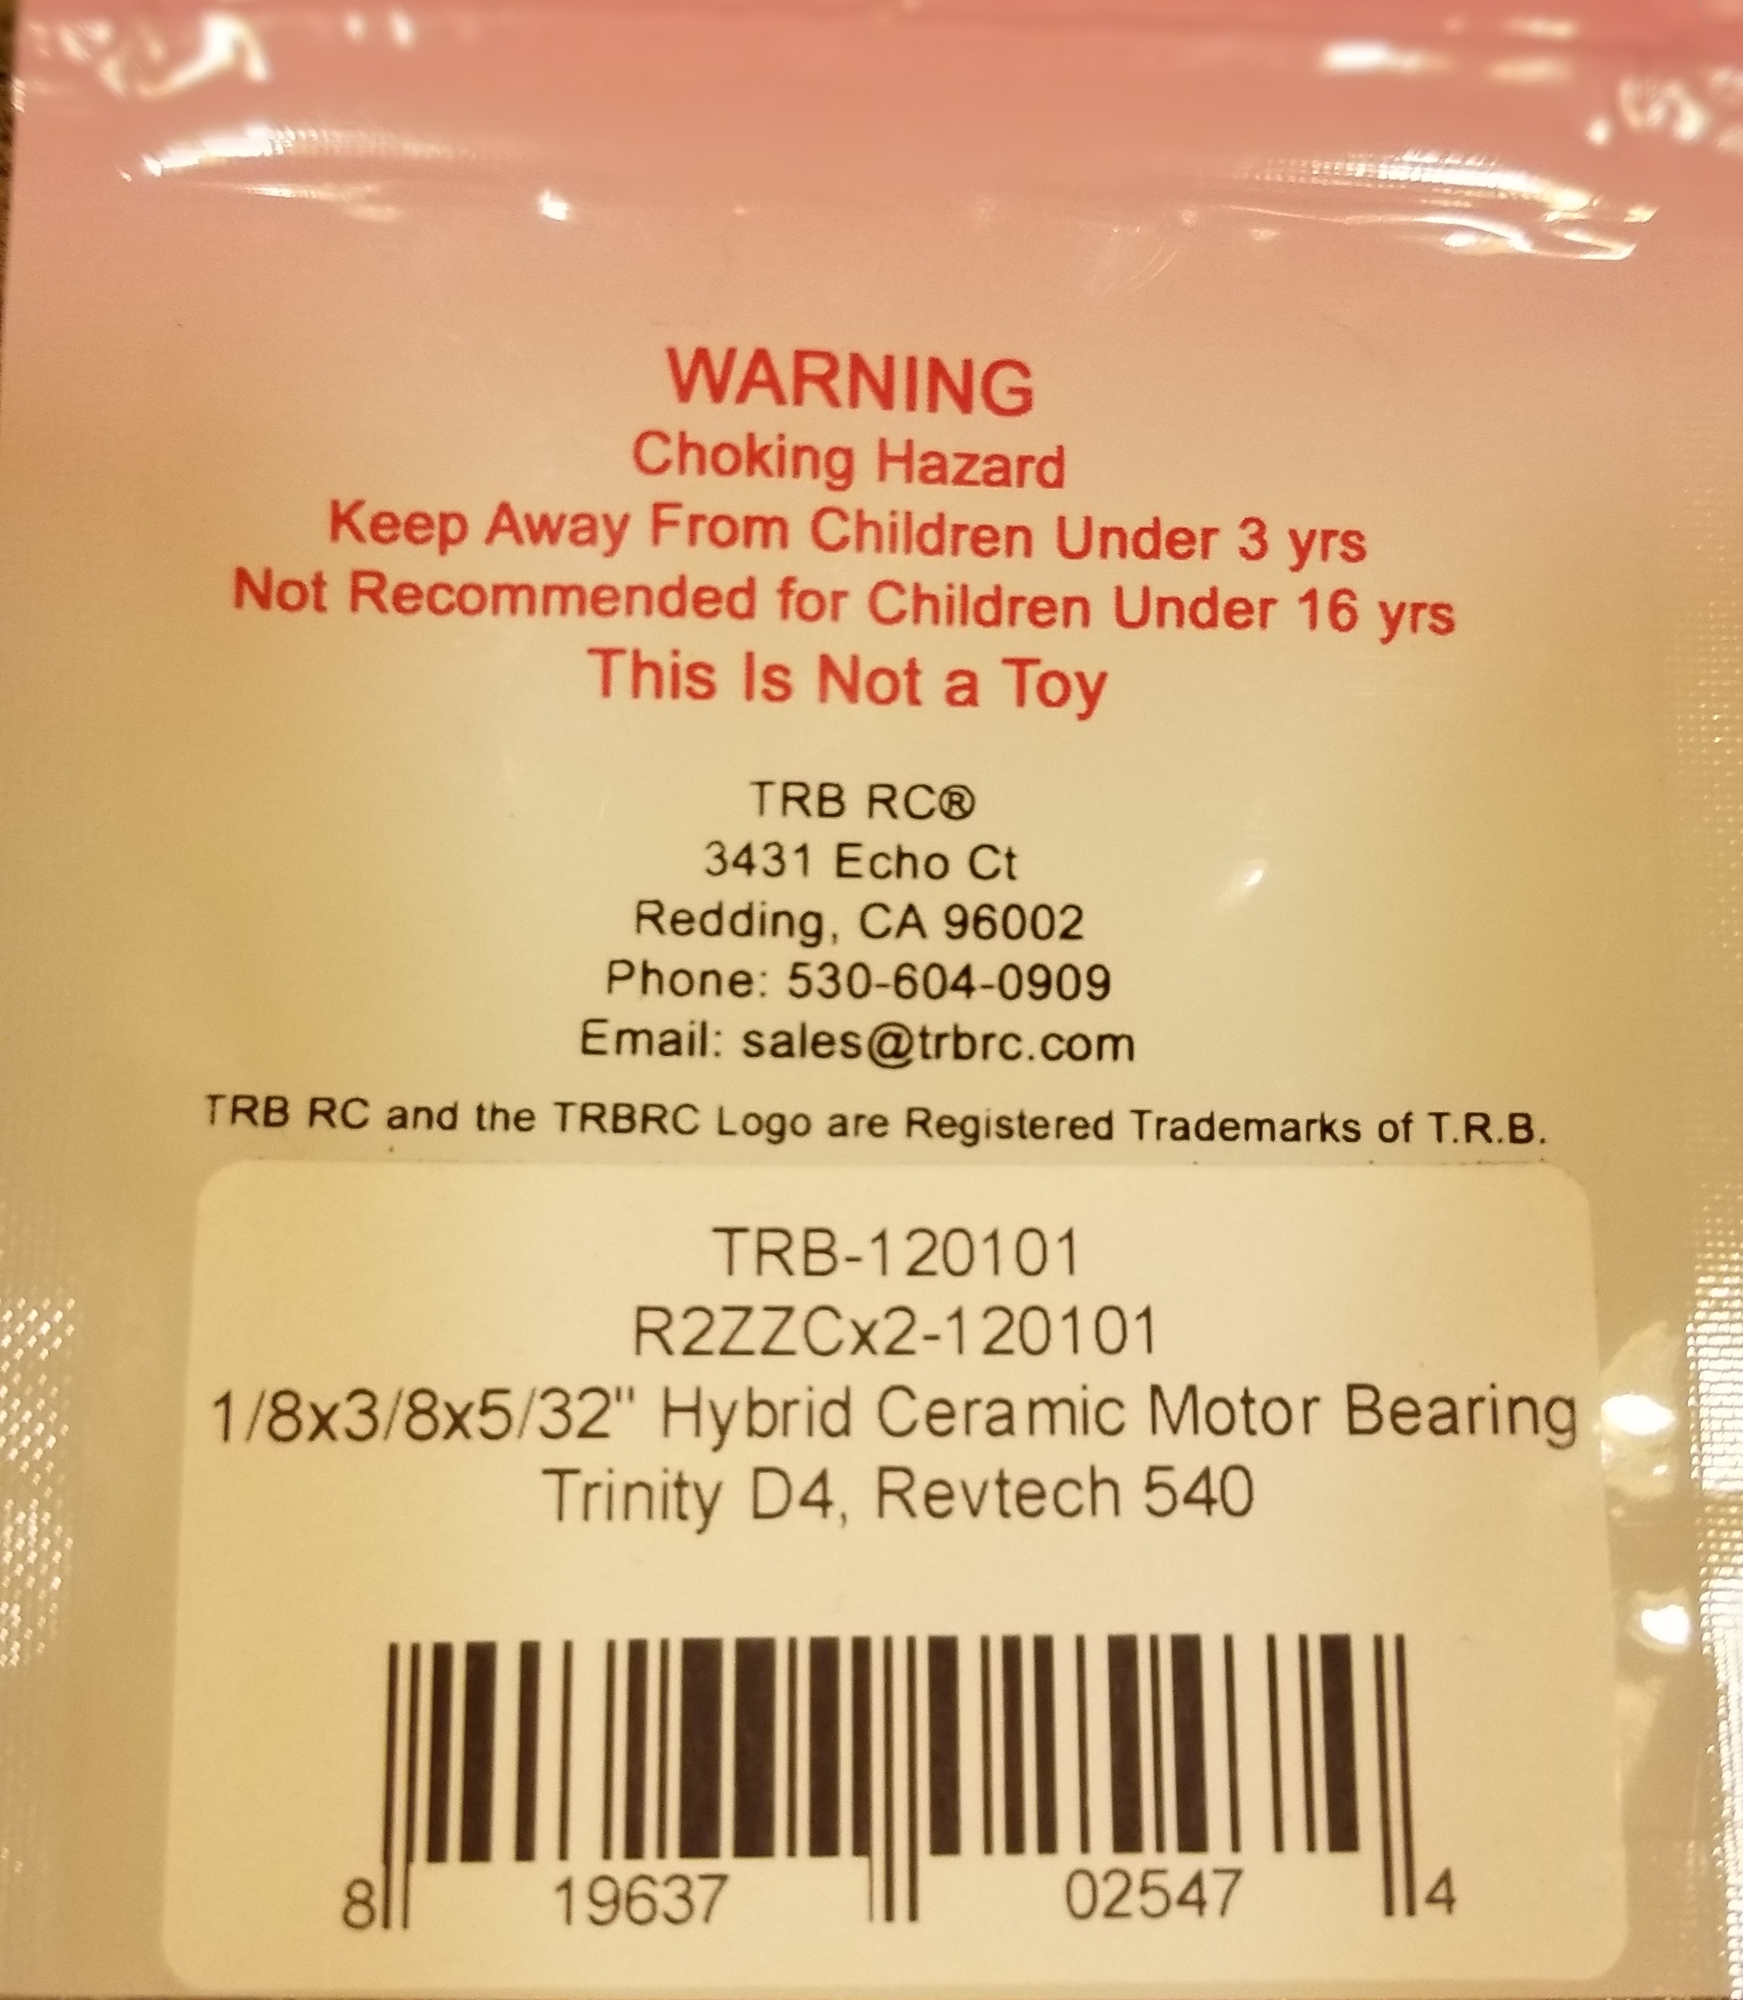 WARNING
Choking Hazard
Keep Away From Children Under 3 yrs
Not Recommended for Children Under 16 yrs
This Is Not a Toy
TRB RC®
3431 Echo Ct
Redding, CA 96002
Phone: 530-604-0909
Email: sales@trbrc.com
TRB RC and the TRBRC Logo are Registered Trademarks of T.R.B.
TRB-120101
R2ZZCx2-120101
1/8x3/8x5/32" Hybrid Ceramic Motor Bearing
Trinity D4, Revtech 540
8 19637 02547 4